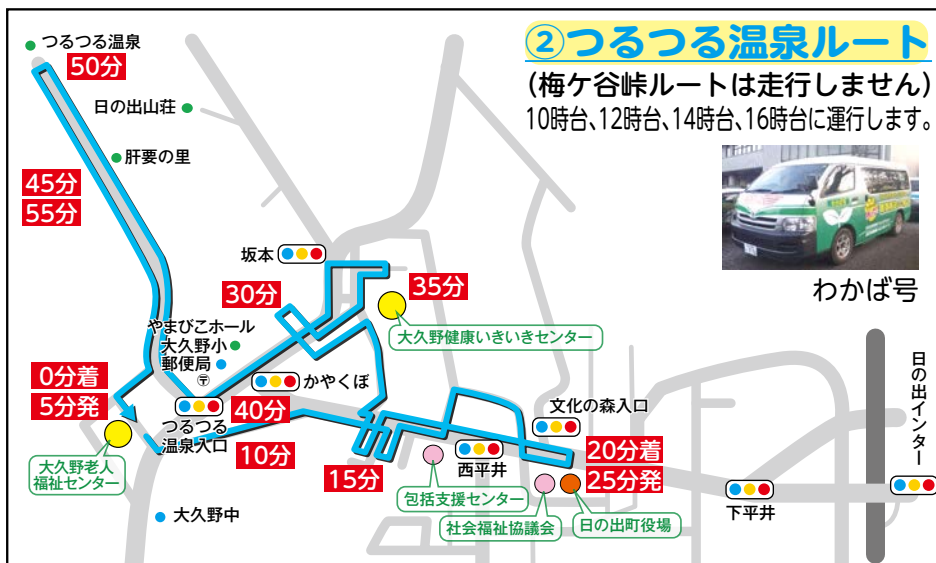 ②つるつる温泉ルート
(梅ケ谷峠ルートは走行しません)
10時台、12時台、14時台、16時台に運行します。
わかば号
つるつる温泉
50分
日の出山荘
肝要の里
45分
55分
坂本
30分
35分
大久野健康いきいきセンター
やまびこホール
大久野小
郵便局
〒
かやくぼ
0分着
5分発
40分
つるつる
温泉入口
10分
大久野老人
福祉センター
15分
文化の森入口
西平井
20分着
25分発
包括支援センター
社会福祉協議会
日の出町役場
大久野中
下平井
日の出インター